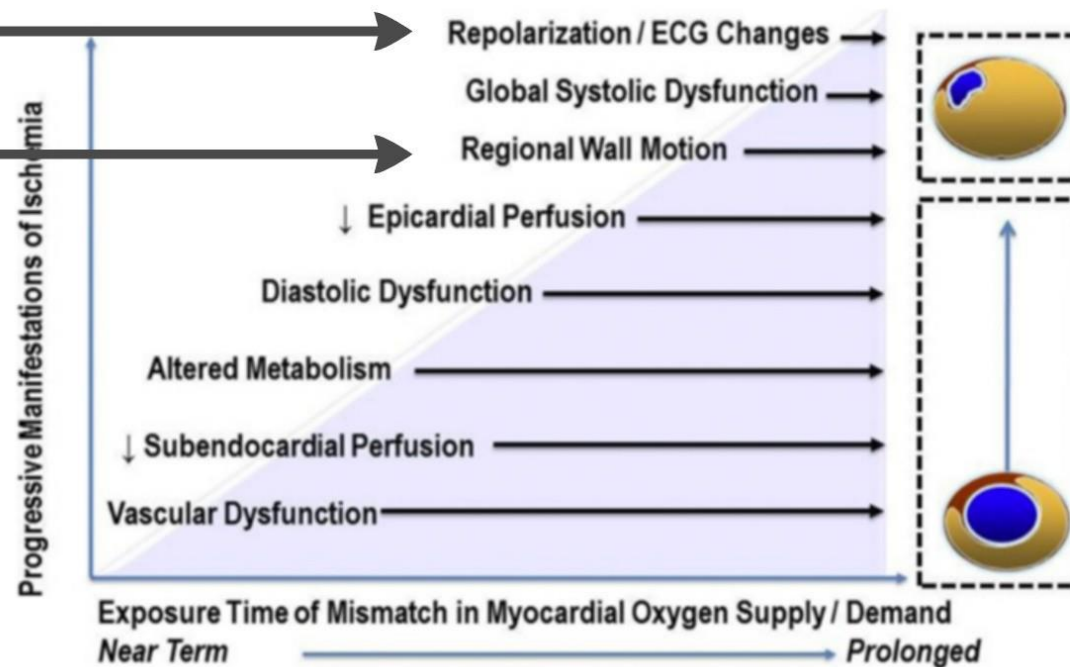 Progressive Manifestations of Ischemia
Repolarization / ECG Changes
Global Systolic Dysfunction
Regional Wall Motion
↓ Epicardial Perfusion
Diastolic Dysfunction
Altered Metabolism
↓ Subendocardial Perfusion
Vascular Dysfunction
Exposure Time of Mismatch in Myocardial Oxygen Supply / Demand
Near Term Prolonged